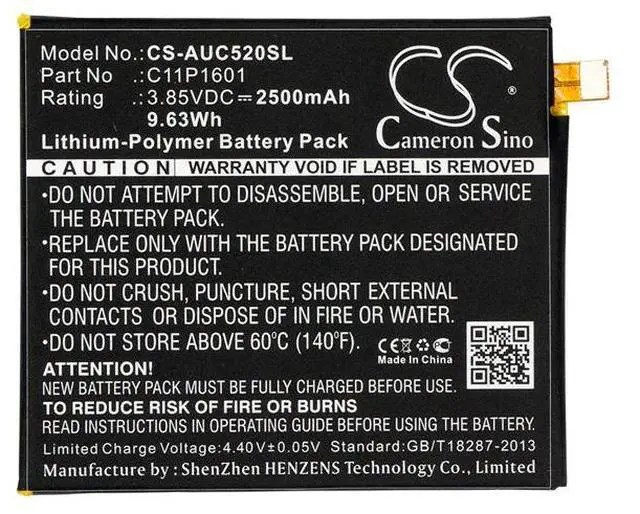 Model No.: CS-AUC520SL
Part No : C11P1601
Rating : 3.85VDC⎓2500mAh
9.63Wh
Lithium-Polymer Battery Pack
CS
®
Cameron Sino
CAUTION WARRANTY VOID IF LABEL IS REMOVED
•DO NOT ATTEMPT TO DISASSEMBLE, OPEN OR SERVICE
THE BATTERY PACK.
•REPLACE ONLY WITH THE BATTERY PACK DESIGNATED
FOR THIS PRODUCT.
•DO NOT CRUSH, PUNCTURE, SHORT EXTERNAL
CONTACTS OR DISPOSE OF IN FIRE OR WATER.
•DO NOT STORE ABOVE 60°C (140°F).
CE
Made In China
ATTENTION!
NEW BATTERY PACK MUST BE FULLY CHARGED BEFORE USE
TO REDUCE RISK OF FIRE OR BURNS
READ INSTRUCTIONS IN OPERATING GUIDE BEFORE USING THE BATTERY.
Limited Charge Voltage:4.40V±0.05V Standard:GB/T18287-2013
Manufacture by : ShenZhen HENZENS Technology Co., Ltd.